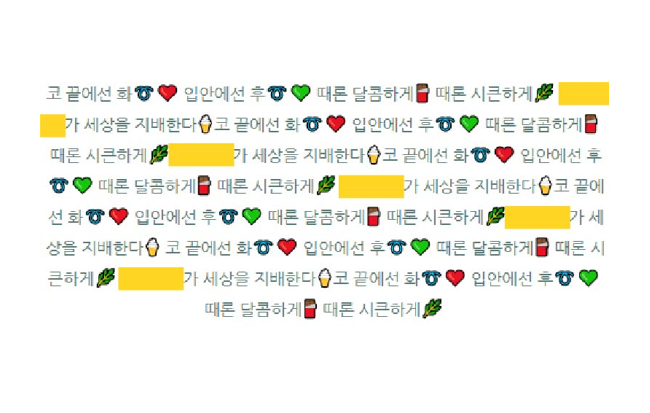 코 끝에선 화➰❤️ 입안에선 후➰💚 때론 달콤하게🍫 때론 시큰하게🌿
가 세상을 지배한다🍦코 끝에선 화➰❤️ 입안에선 후➰💚 때론 달콤하게🍫
때론 시큰하게🌿가 세상을 지배한다🍦코 끝에선 화➰❤️ 입안에선 후
➰💚 때론 달콤하게🍫 때론 시큰하게🌿 가 세상을 지배한다🍦코 끝에
선 화➰❤️ 입안에선 후➰💚 때론 달콤하게🍫 때론 시큰하게🌿가 세
상을 지배한다🍦 코 끝에선 화➰❤️ 입안에선 후➰💚 때론 달콤하게🍫 때론 시
큰하게🌿 가 세상을 지배한다🍦코 끝에선 화➰❤️ 입안에선 후➰💚
때론 달콤하게🍫 때론 시큰하게🌿